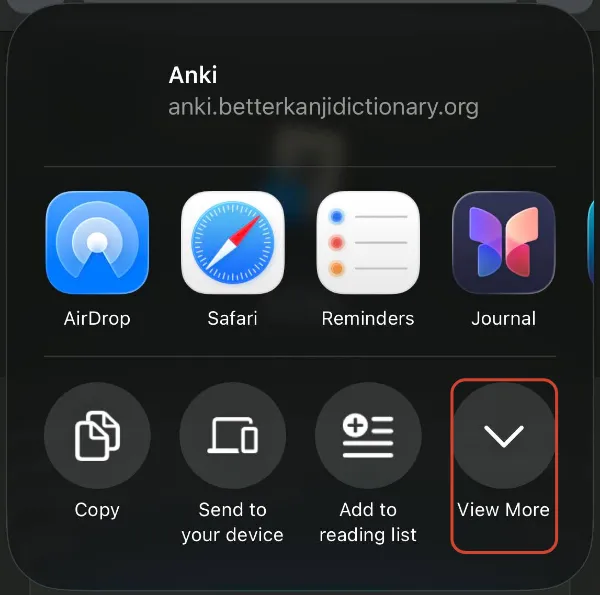 Anki
anki.betterkanjidictionary.org
AirDrop
Safari
Reminders
Journal
Copy
Send to
your device
Add to
reading list
View More